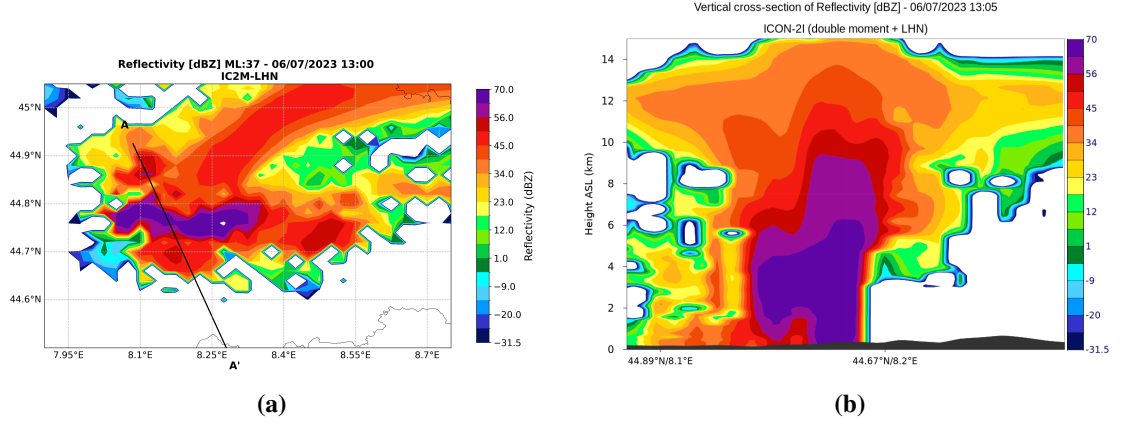 Reflectivity [dBZ] ML:37 - 06/07/2023 13:00
IC2M-LHN
45°N
44.9°N
44.8°N
44.7°N
44.6°N
7.95°E 8.1°E 8.25°E 8.4°E 8.55°E 8.7°E
A
A'
70.0
56.0
45.0
34.0
23.0
12.0
1.0
-9.0
-20.0
-31.5
Reflectivity (dBZ)
(a)
Vertical cross-section of Reflectivity [dBZ] - 06/07/2023 13:05
ICON-2I (double moment + LHN)
Height ASL (km)
14
12
10
8
6
4
2
0
44.89°N/8.1°E 44.67°N/8.2°E
70
56
45
34
23
12
1
-9
-20
-31.5
(b)